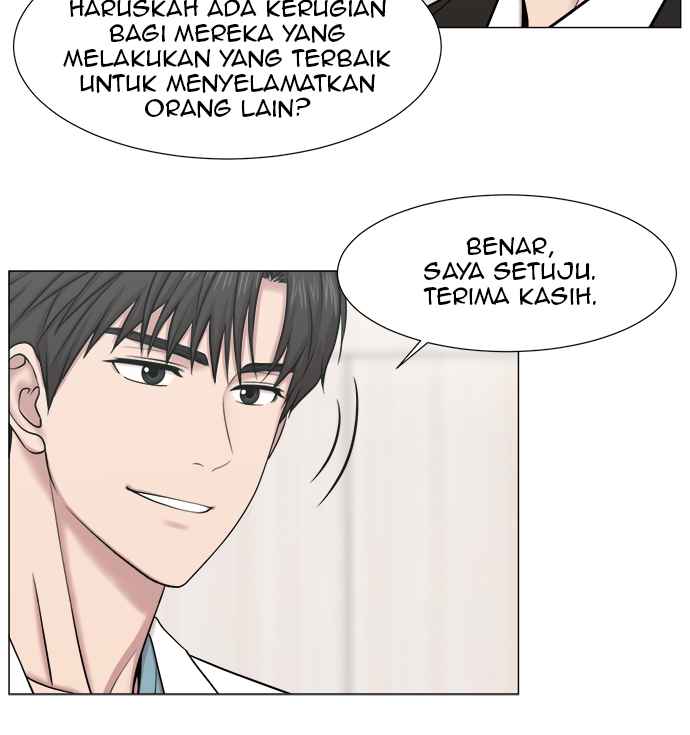 HARUSKAH ADA KERUGIAN
BAGI MEREKA YANG
MELAKUKAN YANG TERBAIK
UNTUK MENYELAMATKAN
ORANG LAIN?
BENAR,
SAYA SETUJU.
TERIMA KASIH.